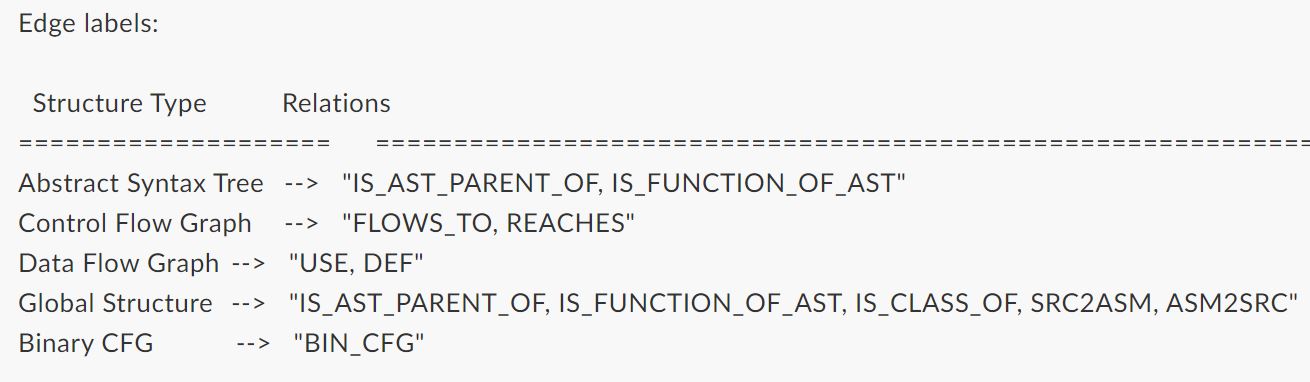 Edge labels:
Structure Type Relations
==================== ============================================================
Abstract Syntax Tree --> "IS_AST_PARENT_OF, IS_FUNCTION_OF_AST"
Control Flow Graph --> "FLOWS_TO, REACHES"
Data Flow Graph --> "USE, DEF"
Global Structure --> "IS_AST_PARENT_OF, IS_FUNCTION_OF_AST, IS_CLASS_OF, SRC2ASM, ASM2SRC"
Binary CFG --> "BIN_CFG"